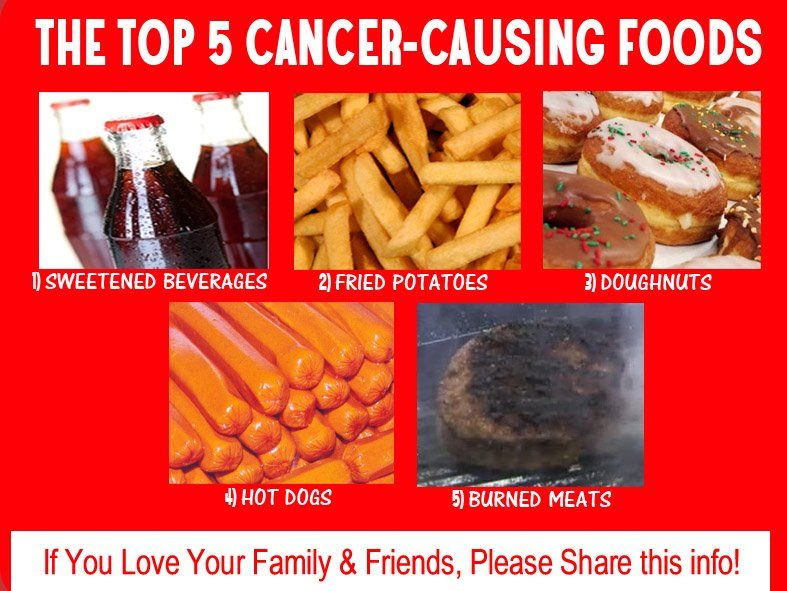 THE TOP 5 CANCER-CAUSING FOODS
1) SWEETENED BEVERAGES
2) FRIED POTATOES
3) DOUGHNUTS
4) HOT DOGS
5) BURNED MEATS
If You Love Your Family & Friends, Please Share this info!